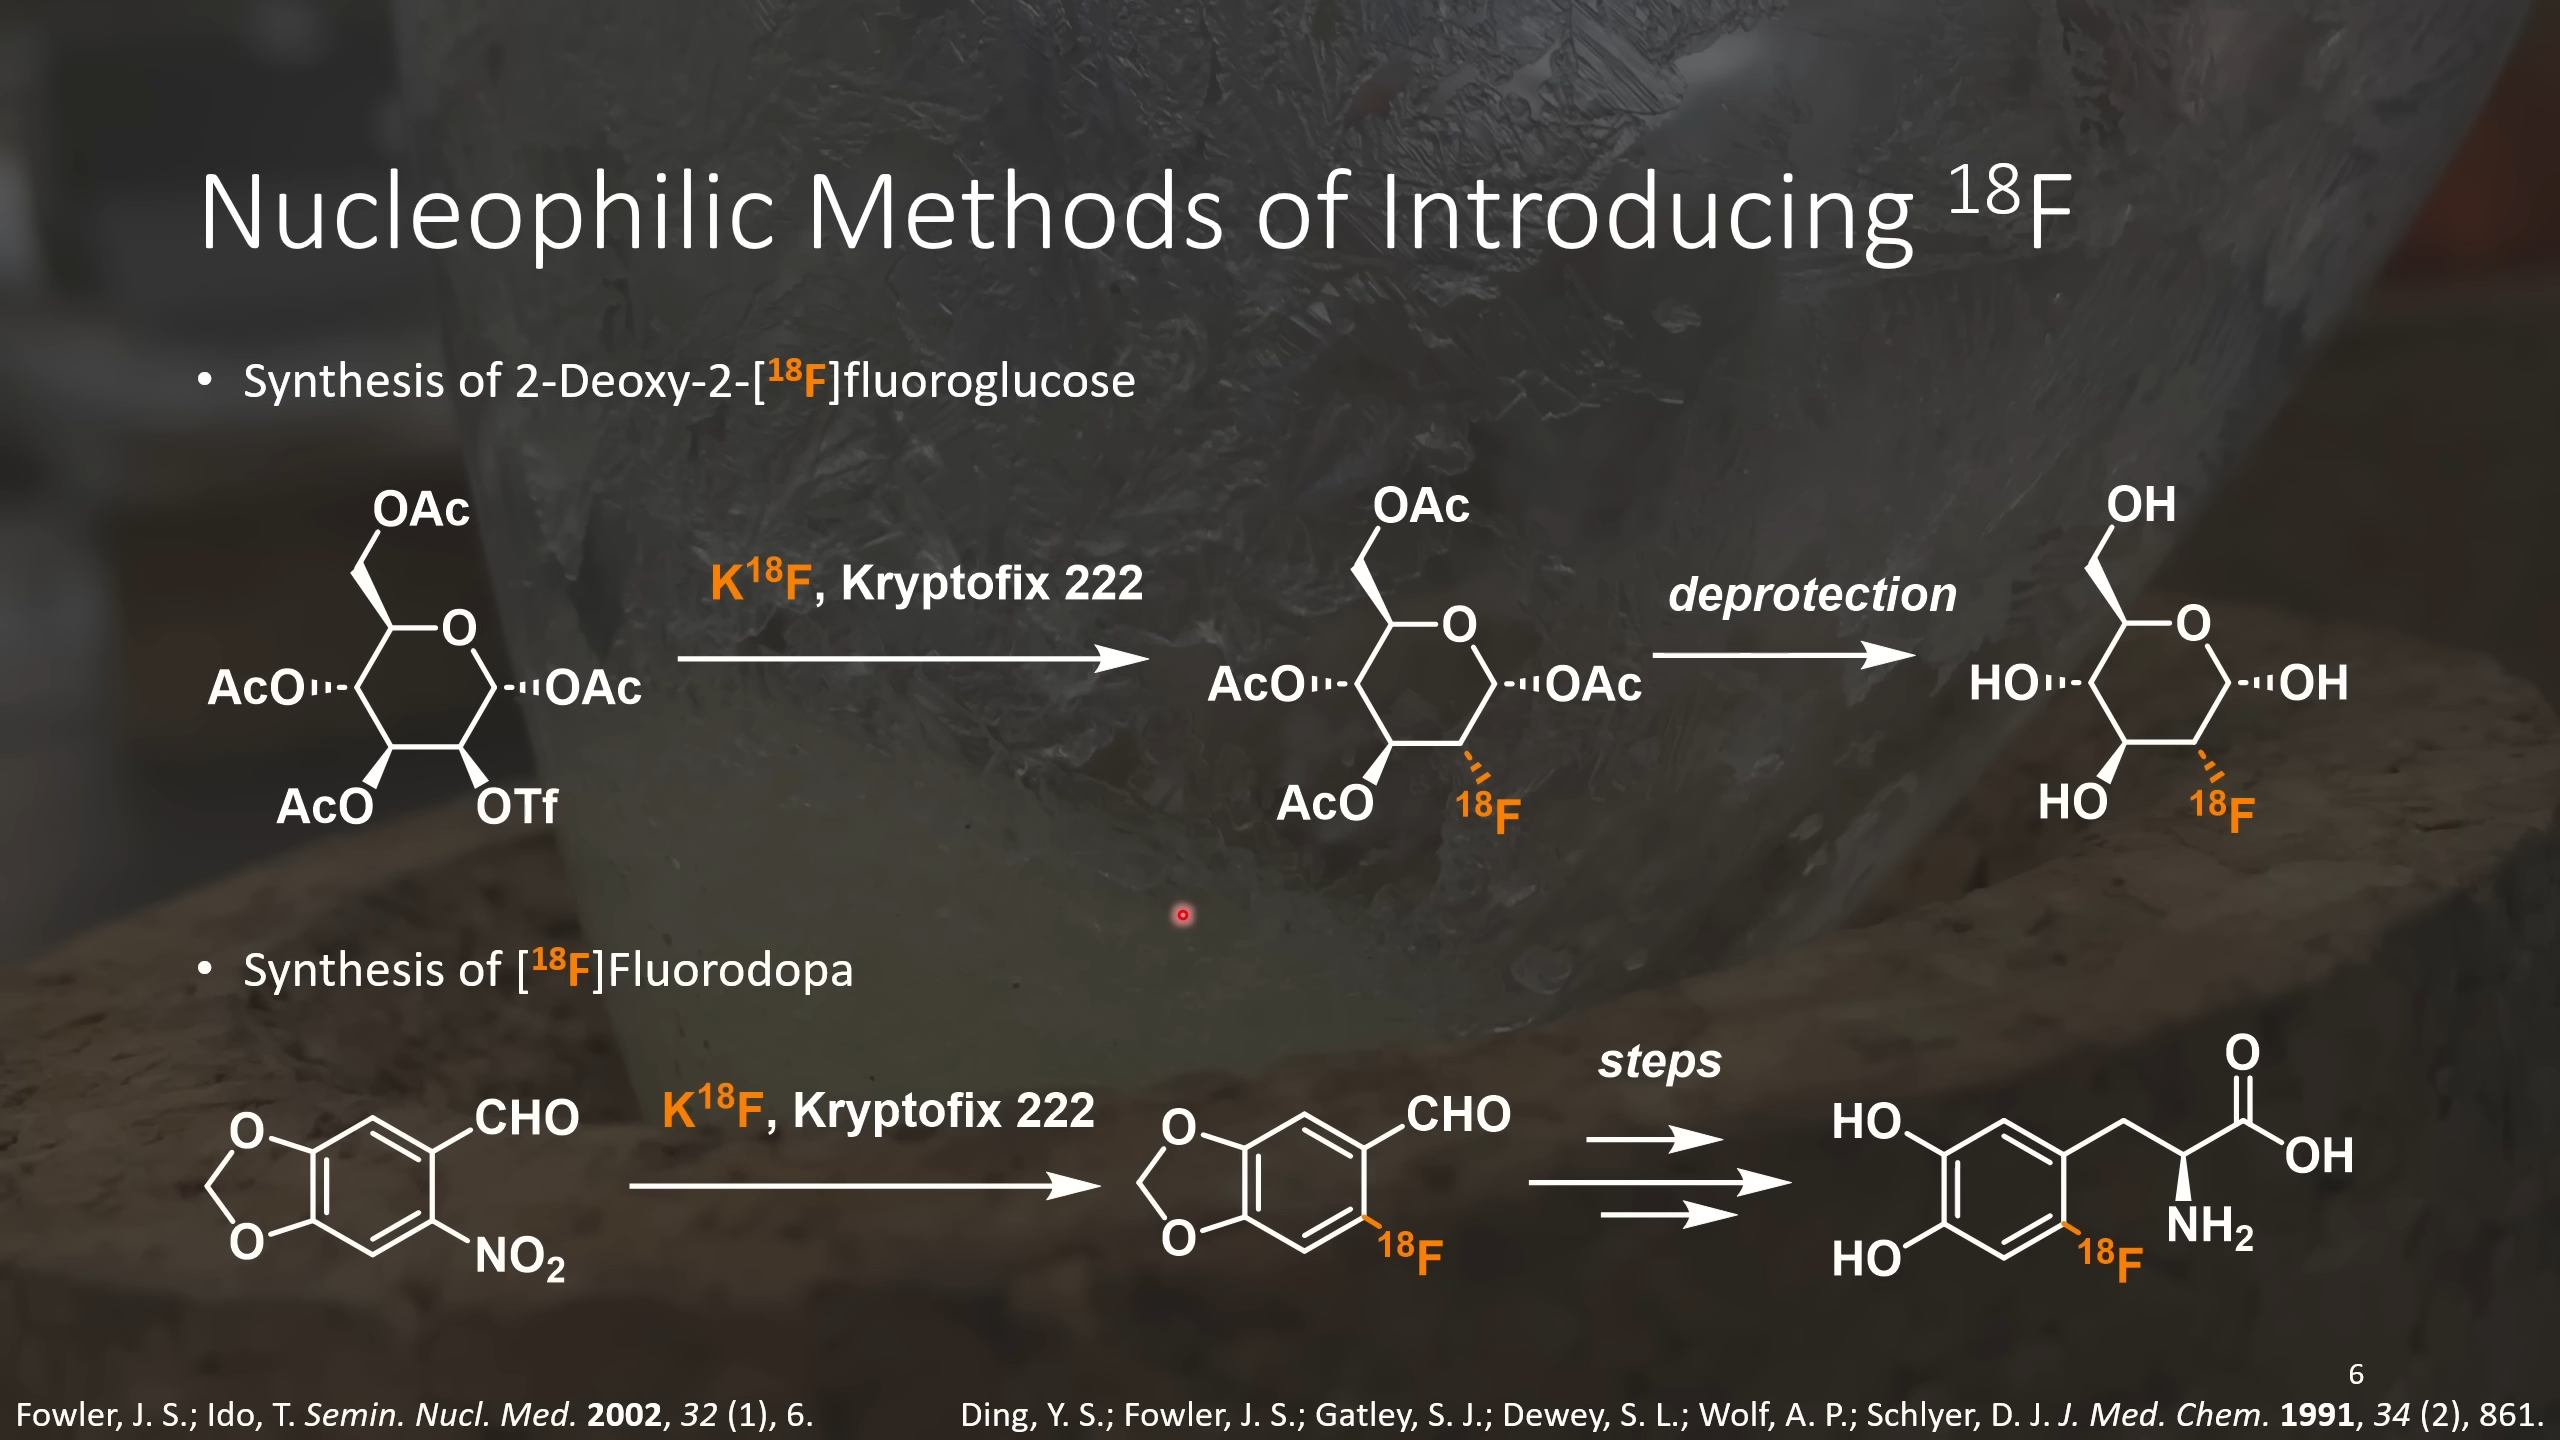 Nucleophilic Methods of Introducing ¹⁸F
• Synthesis of 2-Deoxy-2-[¹⁸F]fluoroglucose
OAc
O
AcO
OAc
AcO
OTf
K¹⁸F, Kryptofix 222
OAc
O
AcO
OAc
AcO
¹⁸F
deprotection
OH
O
HO
OH
HO
¹⁸F
• Synthesis of [¹⁸F]Fluorodopa
O
O
CHO
NO₂
K¹⁸F, Kryptofix 222
O
O
CHO
¹⁸F
steps
HO
HO
¹⁸F
O
OH
NH₂
6
Fowler, J. S.; Ido, T. Semin. Nucl. Med. 2002, 32 (1), 6.
Ding, Y. S.; Fowler, J. S.; Gatley, S. J.; Dewey, S. L.; Wolf, A. P.; Schlyer, D. J. J. Med. Chem. 1991, 34 (2), 861.